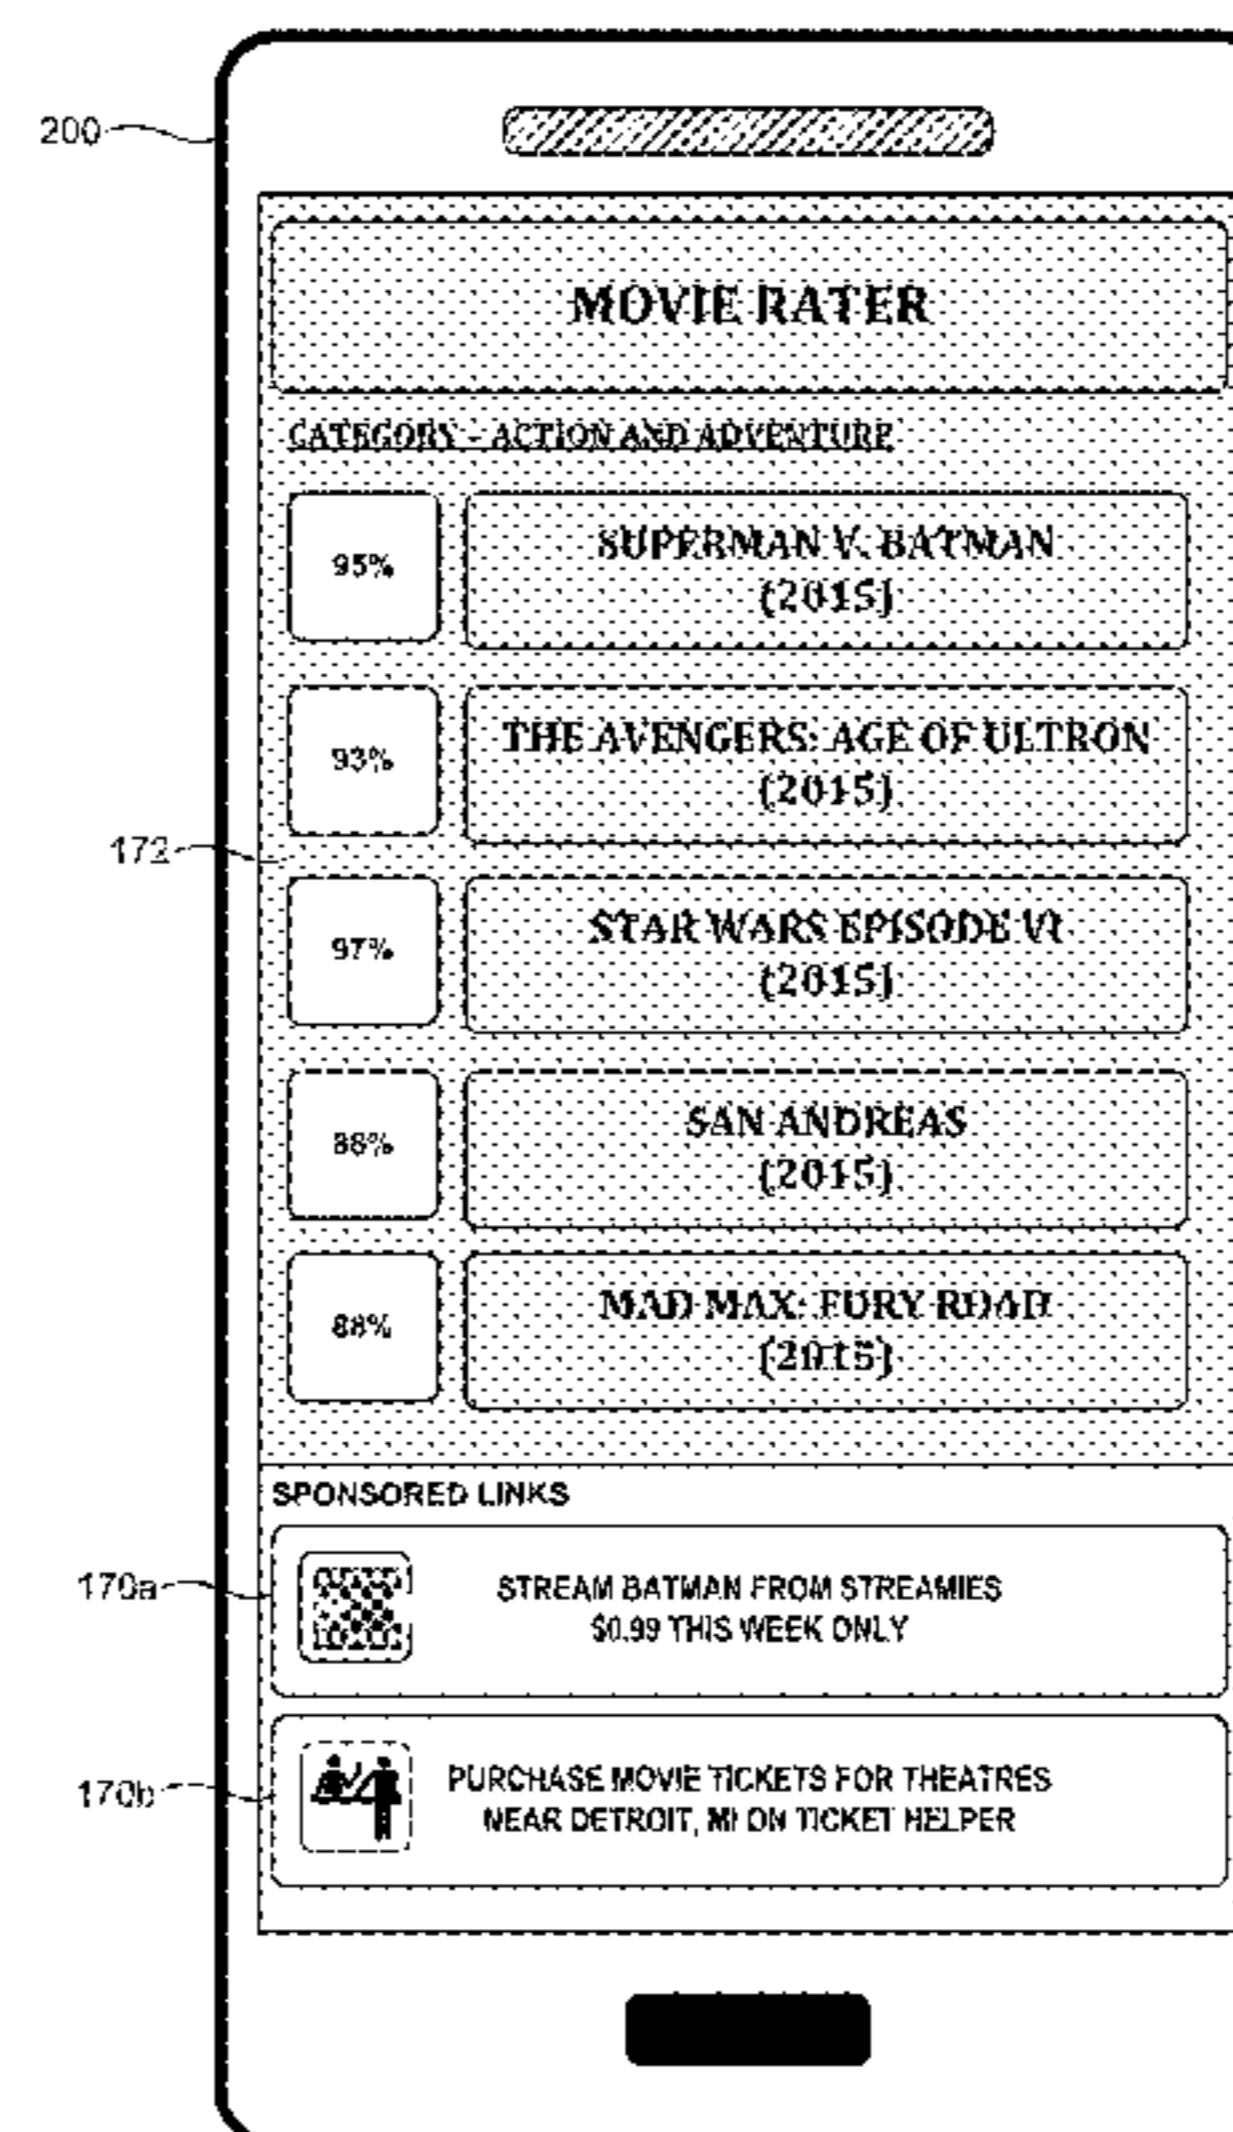 200
MOVIE RATER
CATEGORY - ACTION AND ADVENTURE
95%
SUPERMAN V. BATMAN
(2015)
93%
THE AVENGERS: AGE OF ULTRON
(2015)
172
97%
STAR WARS EPISODE VI
(2015)
88%
SAN ANDREAS
(2015)
88%
MAD MAX: FURY ROAD
(2015)
SPONSORED LINKS
170a
STREAM BATMAN FROM STREAMIES
$0.99 THIS WEEK ONLY
170b
PURCHASE MOVIE TICKETS FOR THEATRES
NEAR DETROIT, MI ON TICKET HELPER